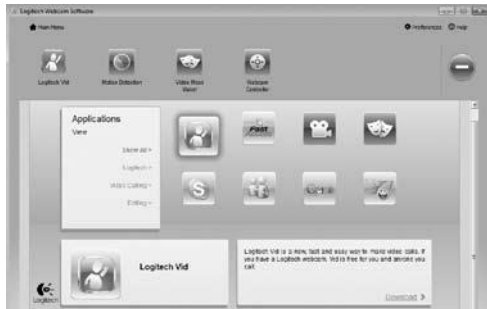 Logitech Webcam Software
Main Menu
Preferences
Help
Logitech Vid
Motion Detection
Video Mask
Maker
Webcam
Controller
Applications
View
Show All >
Logitech >
Video Calling >
Editing >
FAST
S
Logitech Vid
Logitech Vid is a new, fast and easy way to make video calls. If
you have a Logitech webcam, Vid is free for you and anyone you
call.
Download >
Logitech